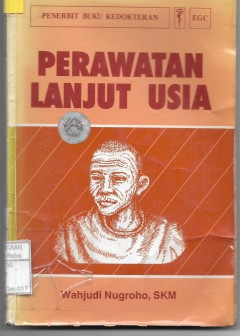 PENERBIT BUKU KEDOKTERAN
EGC
PERAWATAN
LANJUT USIA
Wahjudi Nugroho, SKM